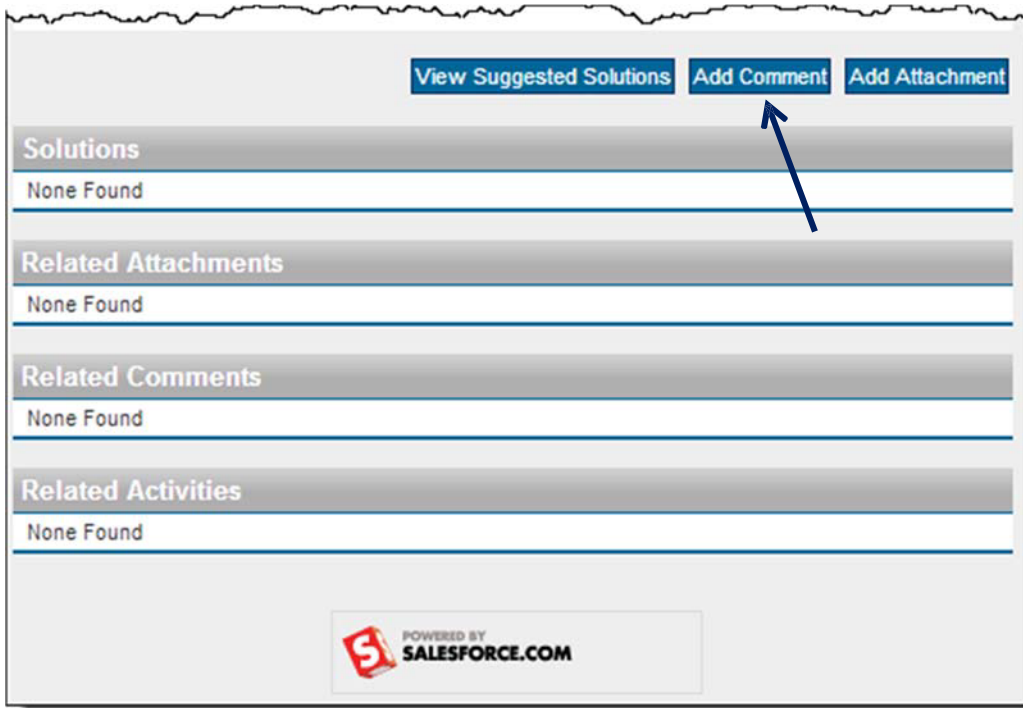 View Suggested Solutions Add Comment Add Attachment
Solutions
None Found
Related Attachments
None Found
Related Comments
None Found
Related Activities
None Found
S
POWERED BY
SALESFORCE.COM